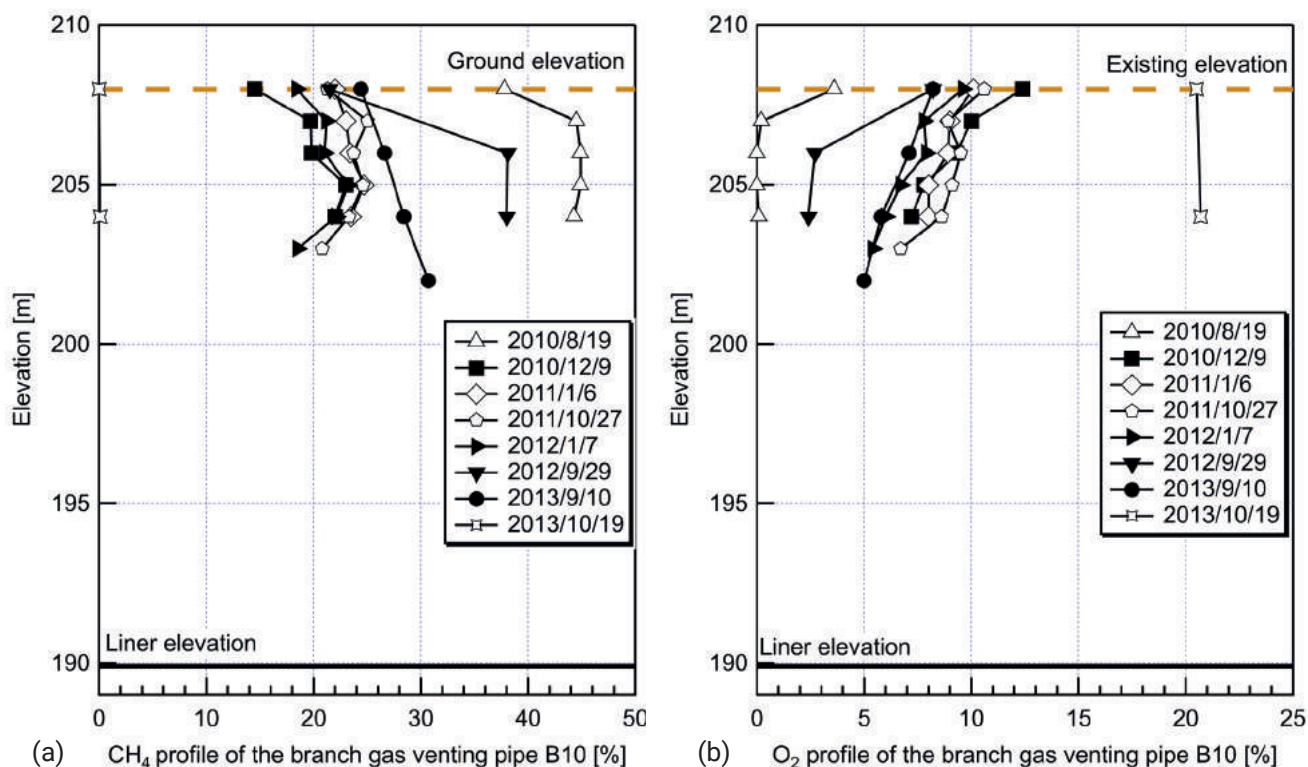 210
205
200
195
190
Elevation [m]
Ground elevation
2010/8/19
2010/12/9
2011/1/6
2011/10/27
2012/1/7
2012/9/29
2013/9/10
2013/10/19
Liner elevation
0 10 20 30 40 50
(a) CH₄ profile of the branch gas venting pipe B10 [%]
210
205
200
195
190
Elevation [m]
Existing elevation
2010/8/19
2010/12/9
2011/1/6
2011/10/27
2012/1/7
2012/9/29
2013/9/10
2013/10/19
Liner elevation
0 5 10 15 20 25
(b) O₂ profile of the branch gas venting pipe B10 [%]